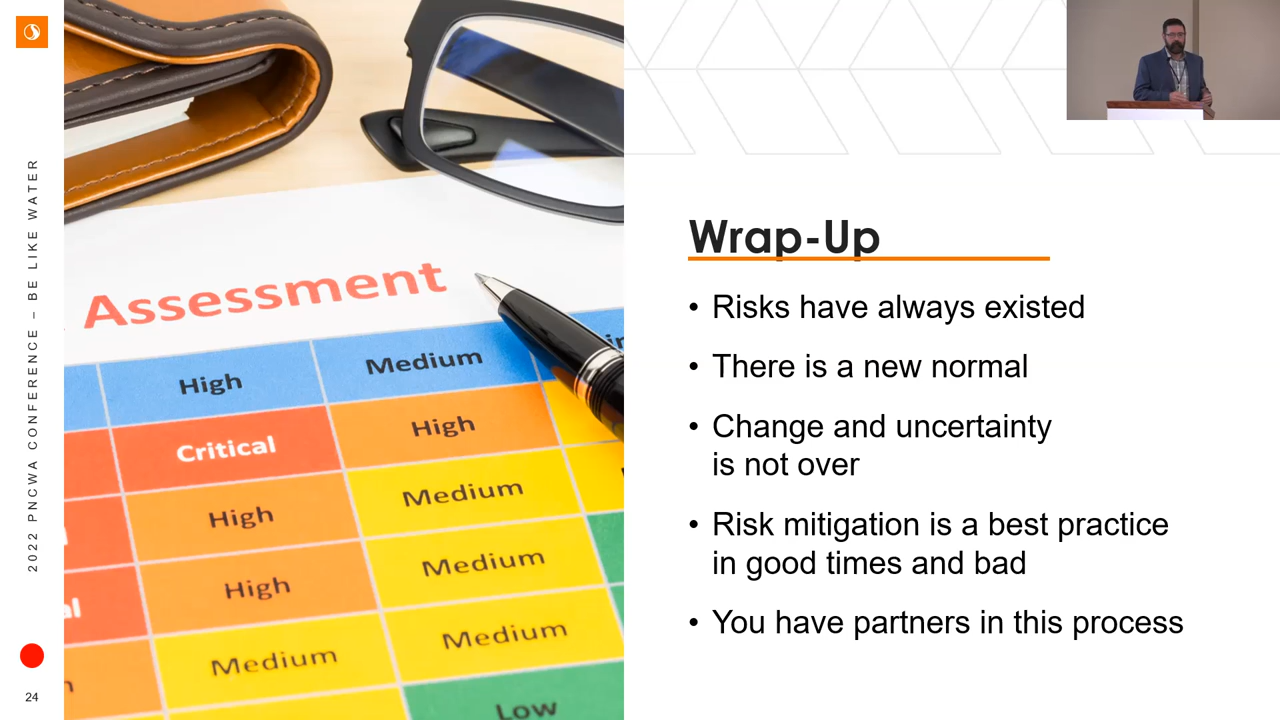 2022 PNCWA CONFERENCE – BE LIKE WATER
24
Assessment
High
Medium
Critical
High
High
Medium
High
Medium
Medium
Medium
Low
Wrap-Up
• Risks have always existed
• There is a new normal
• Change and uncertainty
is not over
• Risk mitigation is a best practice
in good times and bad
• You have partners in this process